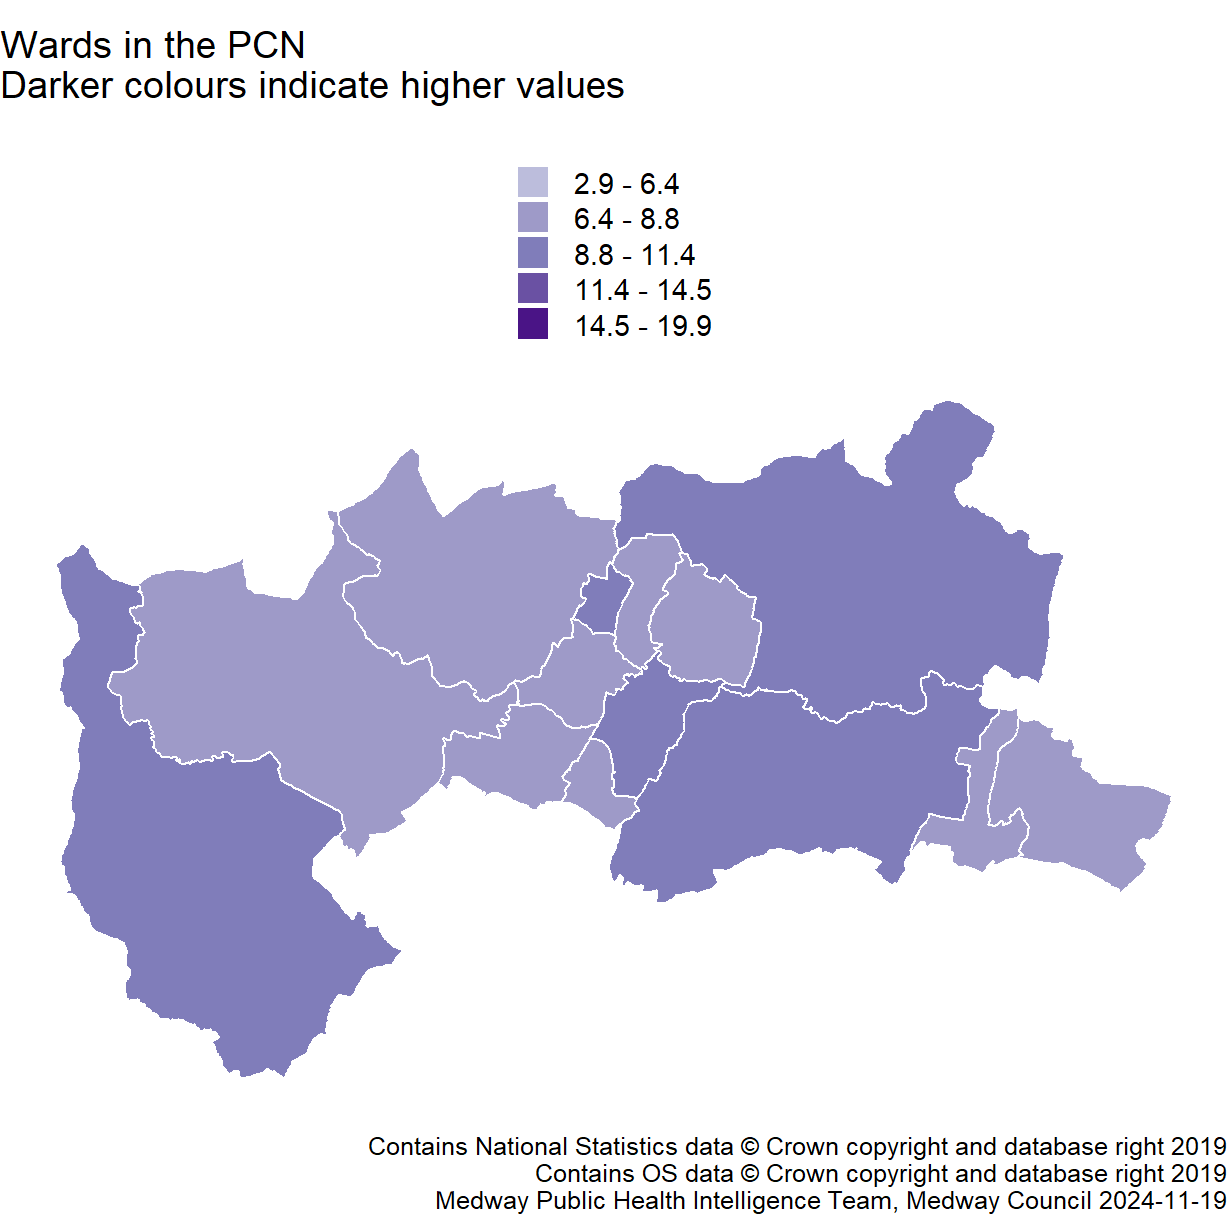 Wards in the PCN
Darker colours indicate higher values
2.9 - 6.4
6.4 - 8.8
8.8 - 11.4
11.4 - 14.5
14.5 - 19.9
Contains National Statistics data © Crown copyright and database right 2019
Contains OS data © Crown copyright and database right 2019
Medway Public Health Intelligence Team, Medway Council 2024-11-19